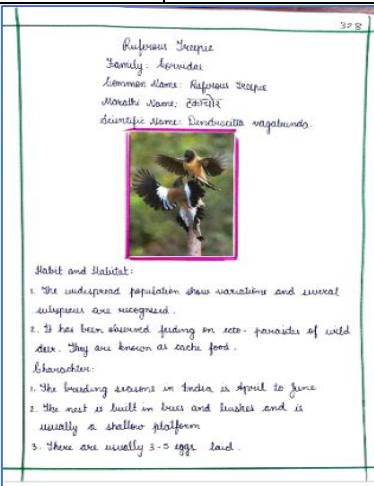 328
Ruferous Treepie
Family: Corvidae
Common Name: Ruferous Treepie
Marathi Name: टकाचोर
Scientific Name: Dendrocitta vagabunda.
Habit and Habitat:
1. The widespread population show variations and several
subspecies are recognised.
2. It has been observed feeding on ecto-parasites of wild
deer. They are known as cache food.
Charachter:
1. The breeding seasons in India is April to June
2. The nest is built in trees and bushes and is
usually a shallow platform
3. There are usually 3-5 eggs laid.